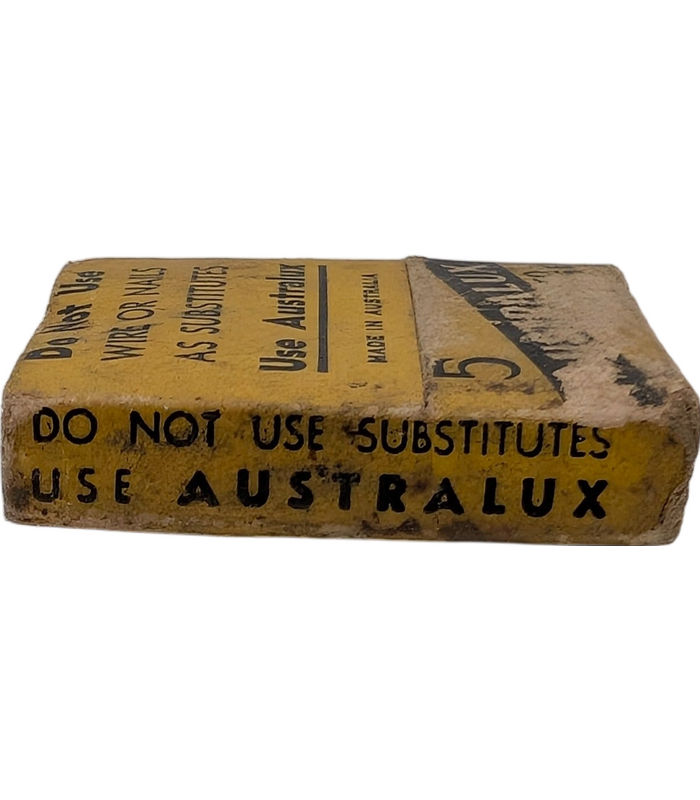 Do Not Use
WIRE OR NAILS
AS SUBSTITUTES
Use Australux
MADE IN AUSTRALIA
5
DO NOT USE SUBSTITUTES
USE AUSTRALUX